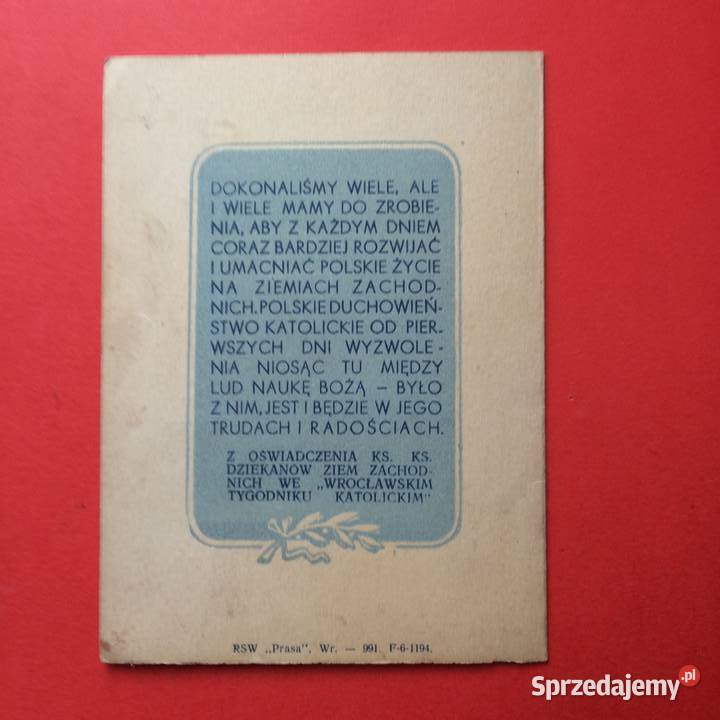 DOKONALIŚMY WIELE, ALE
I WIELE MAMY DO ZROBIE-
NIA, ABY Z KAŻDYM DNIEM
CORAZ BARDZIEJ ROZWIJAĆ
I UMACNIAĆ POLSKIE ŻYCIE
NA ZIEMIACH ZACHOD-
NICH. POLSKIE DUCHOWIEŃ-
STWO KATOLICKIE OD PIER-
WSZYCH DNI WYZWOLE-
NIA NIOSĄC TU MIĘDZY
LUD NAUKĘ BOŻĄ – BYŁO
Z NIM, JEST I BĘDZIE W JEGO
TRUDACH I RADOŚCIACH.
Z OŚWIADCZENIA KS. KS.
DZIEKANÓW ZIEM ZACHOD-
NICH WE „WROCŁAWSKIM
TYGODNIKU KATOLICKIM"
RSW „Prasa", Wr. — 991 F-6-1194.
Sprzedajemy.pl